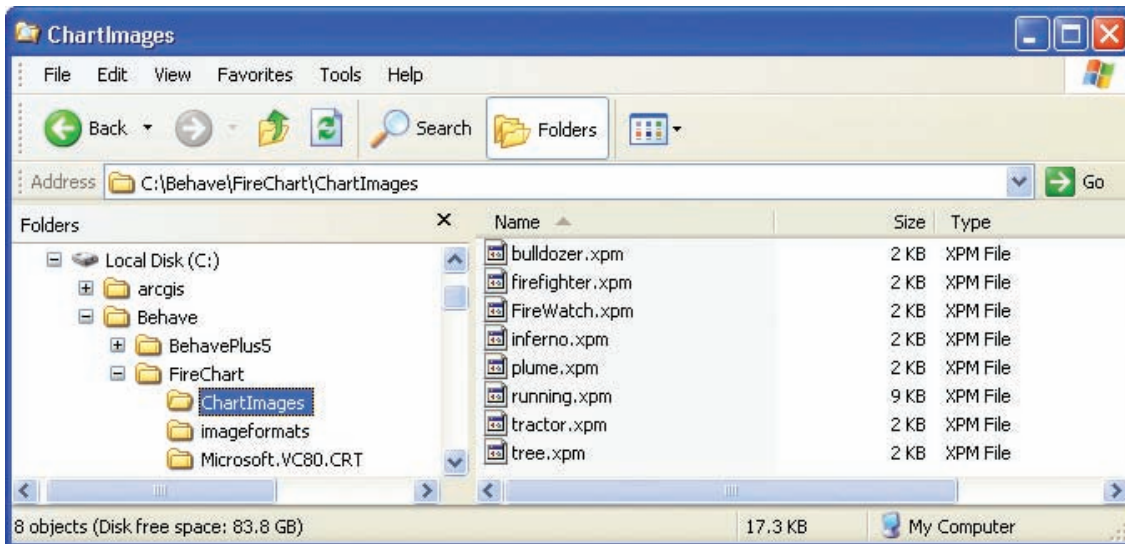 ChartImages
File Edit View Favorites Tools Help
Back Search Folders
Address C:\Behave\FireChart\ChartImages Go
Folders
Local Disk (C:)
arcgis
Behave
BehavePlus5
FireChart
ChartImages
imageformats
Microsoft.VC80.CRT
Name Size Type
bulldozer.xpm 2 KB XPM File
firefighter.xpm 2 KB XPM File
FireWatch.xpm 2 KB XPM File
inferno.xpm 2 KB XPM File
plume.xpm 2 KB XPM File
running.xpm 9 KB XPM File
tractor.xpm 2 KB XPM File
tree.xpm 2 KB XPM File
8 objects (Disk free space: 83.8 GB) 17.3 KB My Computer